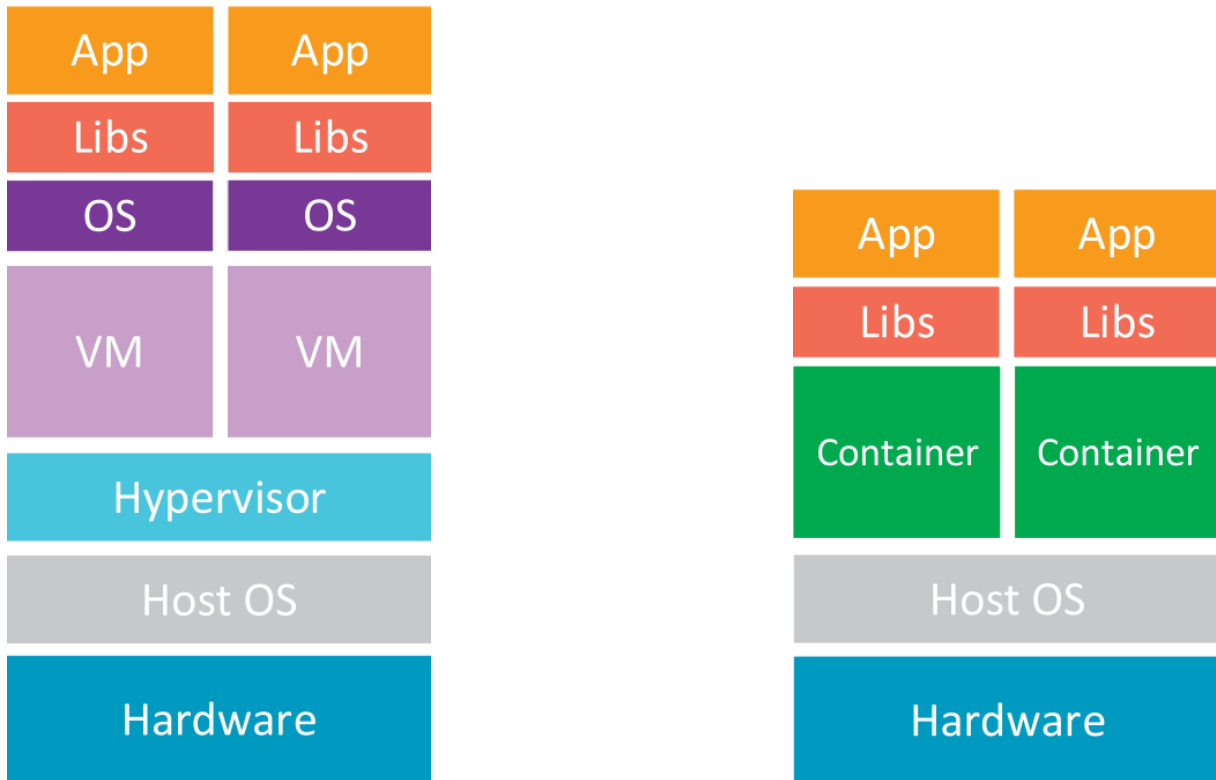 App App
Libs Libs
OS OS
VM VM
Hypervisor
Host OS
Hardware
App App
Libs Libs
Container Container
Host OS
Hardware